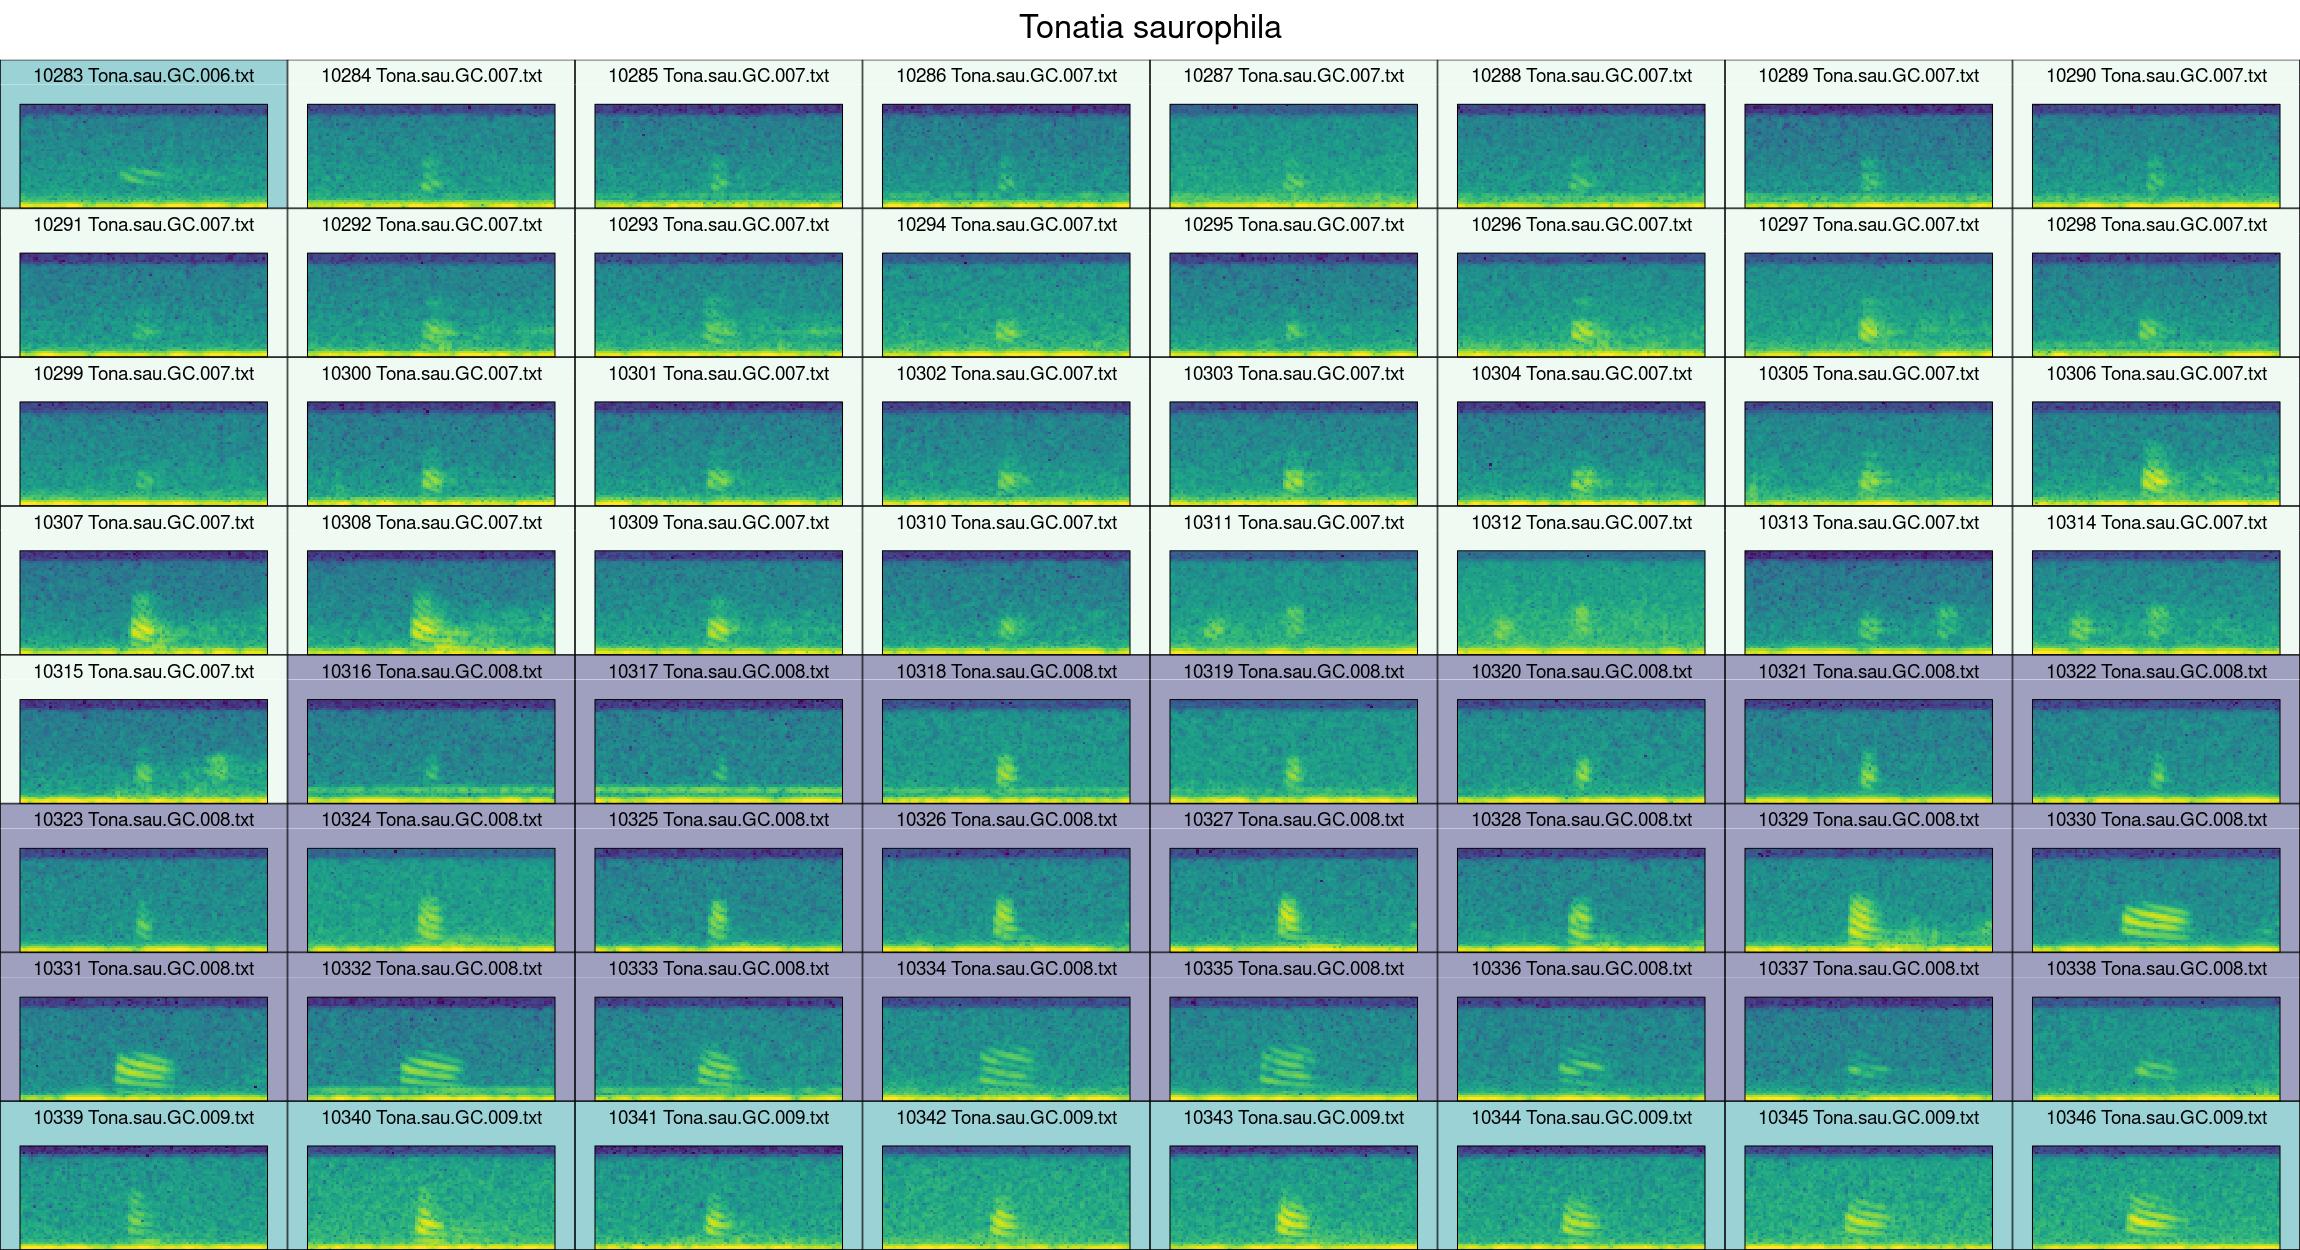 Tonatia saurophila
10283 Tona.sau.GC.006.txt 10284 Tona.sau.GC.007.txt 10285 Tona.sau.GC.007.txt 10286 Tona.sau.GC.007.txt 10287 Tona.sau.GC.007.txt 10288 Tona.sau.GC.007.txt 10289 Tona.sau.GC.007.txt 10290 Tona.sau.GC.007.txt
10291 Tona.sau.GC.007.txt 10292 Tona.sau.GC.007.txt 10293 Tona.sau.GC.007.txt 10294 Tona.sau.GC.007.txt 10295 Tona.sau.GC.007.txt 10296 Tona.sau.GC.007.txt 10297 Tona.sau.GC.007.txt 10298 Tona.sau.GC.007.txt
10299 Tona.sau.GC.007.txt 10300 Tona.sau.GC.007.txt 10301 Tona.sau.GC.007.txt 10302 Tona.sau.GC.007.txt 10303 Tona.sau.GC.007.txt 10304 Tona.sau.GC.007.txt 10305 Tona.sau.GC.007.txt 10306 Tona.sau.GC.007.txt
10307 Tona.sau.GC.007.txt 10308 Tona.sau.GC.007.txt 10309 Tona.sau.GC.007.txt 10310 Tona.sau.GC.007.txt 10311 Tona.sau.GC.007.txt 10312 Tona.sau.GC.007.txt 10313 Tona.sau.GC.007.txt 10314 Tona.sau.GC.007.txt
10315 Tona.sau.GC.007.txt 10316 Tona.sau.GC.008.txt 10317 Tona.sau.GC.008.txt 10318 Tona.sau.GC.008.txt 10319 Tona.sau.GC.008.txt 10320 Tona.sau.GC.008.txt 10321 Tona.sau.GC.008.txt 10322 Tona.sau.GC.008.txt
10323 Tona.sau.GC.008.txt 10324 Tona.sau.GC.008.txt 10325 Tona.sau.GC.008.txt 10326 Tona.sau.GC.008.txt 10327 Tona.sau.GC.008.txt 10328 Tona.sau.GC.008.txt 10329 Tona.sau.GC.008.txt 10330 Tona.sau.GC.008.txt
10331 Tona.sau.GC.008.txt 10332 Tona.sau.GC.008.txt 10333 Tona.sau.GC.008.txt 10334 Tona.sau.GC.008.txt 10335 Tona.sau.GC.008.txt 10336 Tona.sau.GC.008.txt 10337 Tona.sau.GC.008.txt 10338 Tona.sau.GC.008.txt
10339 Tona.sau.GC.009.txt 10340 Tona.sau.GC.009.txt 10341 Tona.sau.GC.009.txt 10342 Tona.sau.GC.009.txt 10343 Tona.sau.GC.009.txt 10344 Tona.sau.GC.009.txt 10345 Tona.sau.GC.009.txt 10346 Tona.sau.GC.009.txt